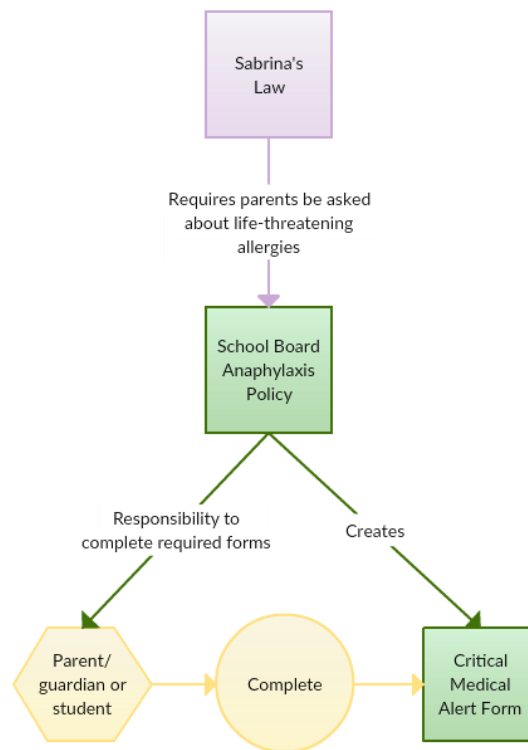 Sabrina's
Law
Requires parents be asked
about life-threatening
allergies
School Board
Anaphylaxis
Policy
Responsibility to
complete required forms
Creates
Parent/
guardian or
student
Complete
Critical
Medical
Alert Form